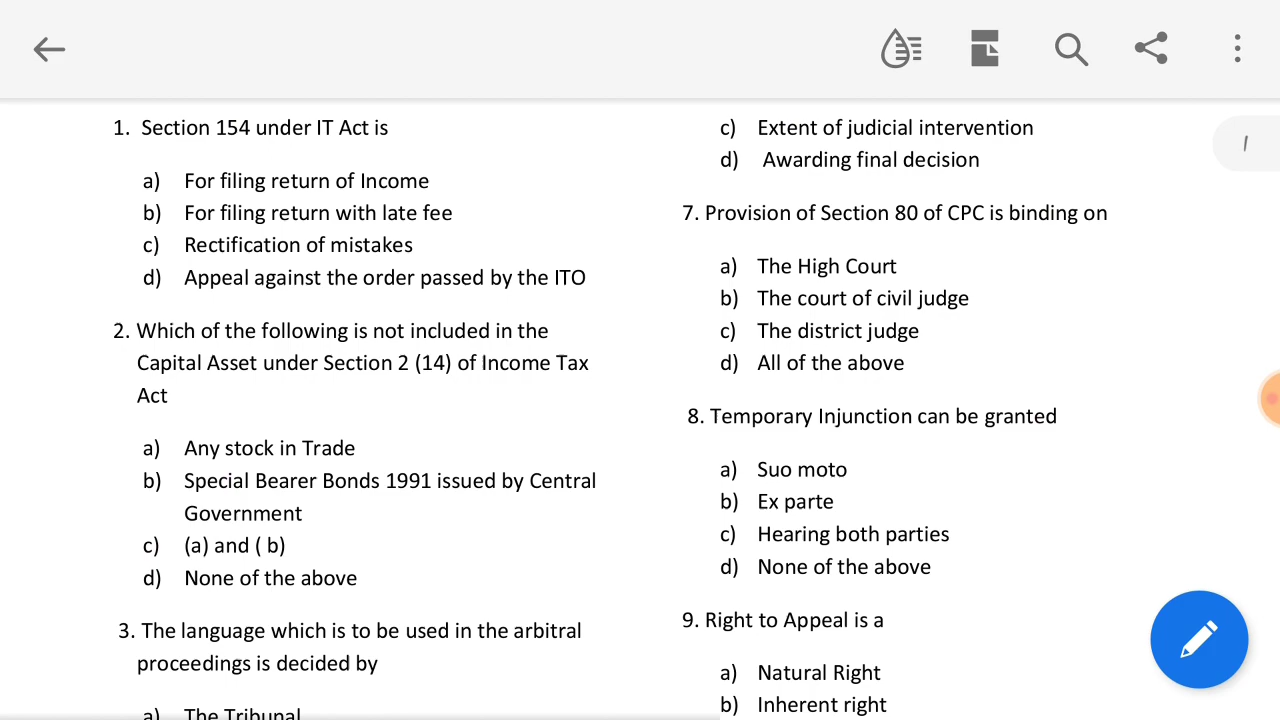 1. Section 154 under IT Act is
a) For filing return of Income
b) For filing return with late fee
c) Rectification of mistakes
d) Appeal against the order passed by the ITO
2. Which of the following is not included in the
Capital Asset under Section 2 (14) of Income Tax
Act
a) Any stock in Trade
b) Special Bearer Bonds 1991 issued by Central
Government
c) (a) and ( b)
d) None of the above
3. The language which is to be used in the arbitral
proceedings is decided by
a) The Tribunal
c) Extent of judicial intervention
d) Awarding final decision
7. Provision of Section 80 of CPC is binding on
a) The High Court
b) The court of civil judge
c) The district judge
d) All of the above
8. Temporary Injunction can be granted
a) Suo moto
b) Ex parte
c) Hearing both parties
d) None of the above
9. Right to Appeal is a
a) Natural Right
b) Inherent right